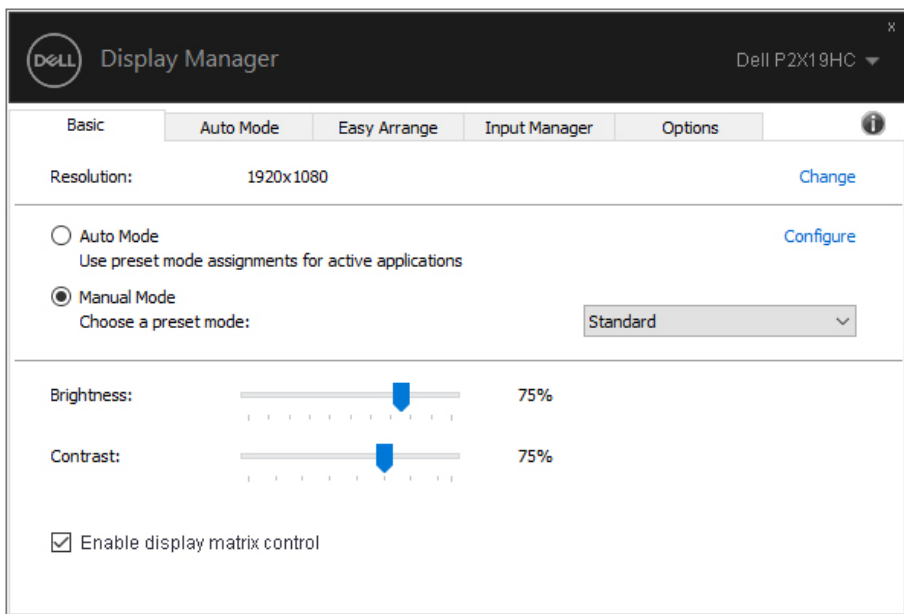 DELL Display Manager
x
Dell P2X19HC
Basic Auto Mode Easy Arrange Input Manager Options
Resolution: 1920x1080 Change
Auto Mode Configure
Use preset mode assignments for active applications
Manual Mode
Choose a preset mode: Standard
Brightness: 75%
Contrast: 75%
Enable display matrix control